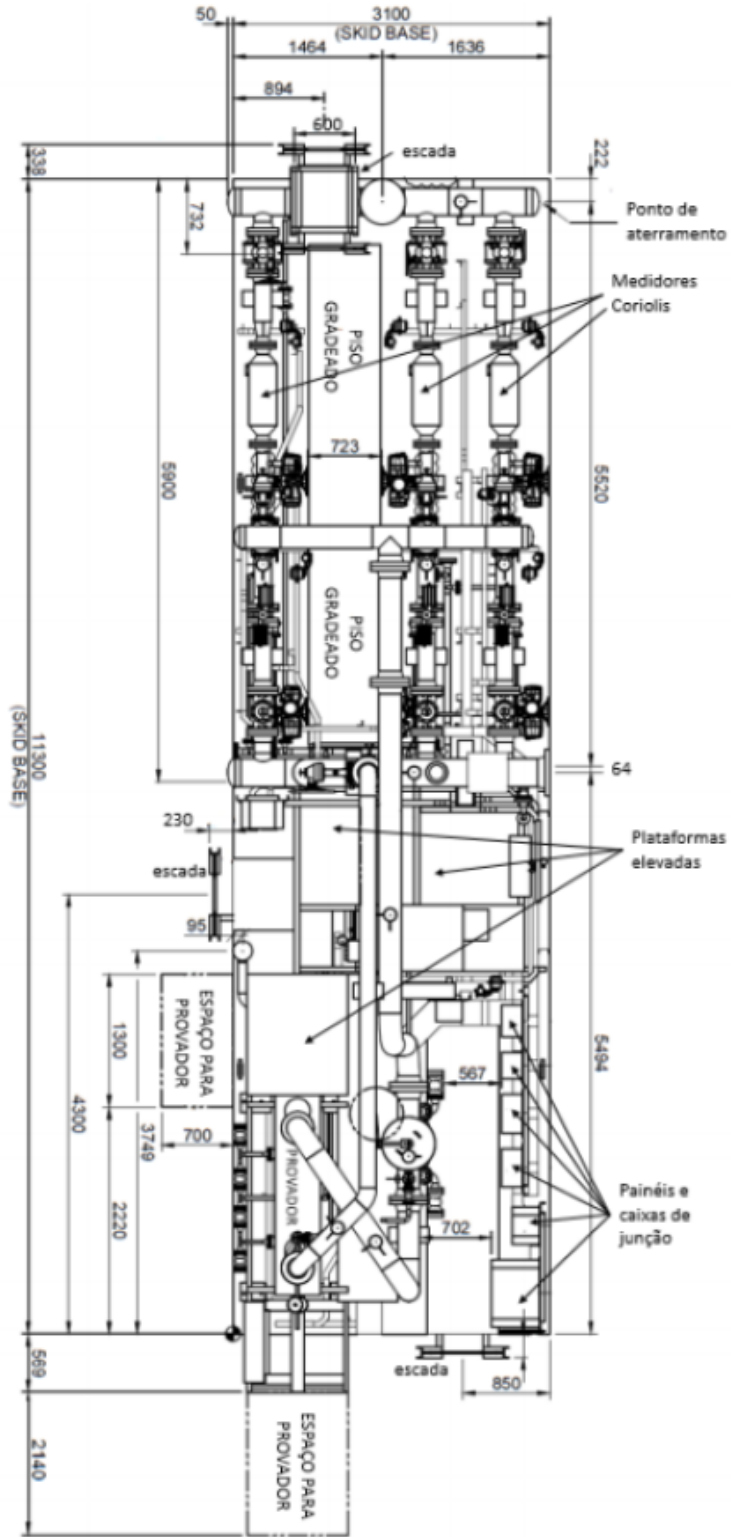 50
3100
(SKID BASE)
1464
1636
894
600
escada
338
222
732
Ponto de
aterramento
Medidores
Coriolis
PISO
GRADEADO
723
5900
5520
PISO
GRADEADO
11300
(SKID BASE)
64
230
Plataformas
elevadas
escada
95
ESPAÇO PARA
PROVADOR
1300
4300
3749
700
2220
567
5494
PROVADOR
702
Painéis e
caixas de
junção
escada
850
569
ESPAÇO PARA
PROVADOR
2140